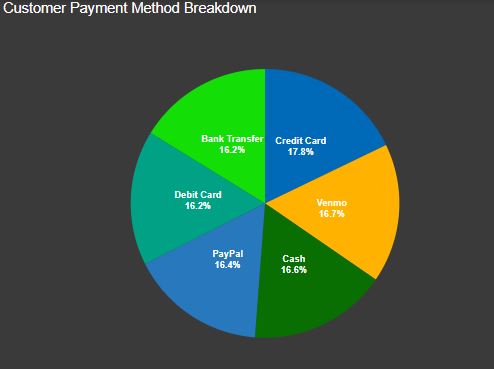 Customer Payment Method Breakdown
Bank Transfer
16.2%
Credit Card
17.8%
Debit Card
16.2%
Venmo
16.7%
PayPal
16.4%
Cash
16.6%